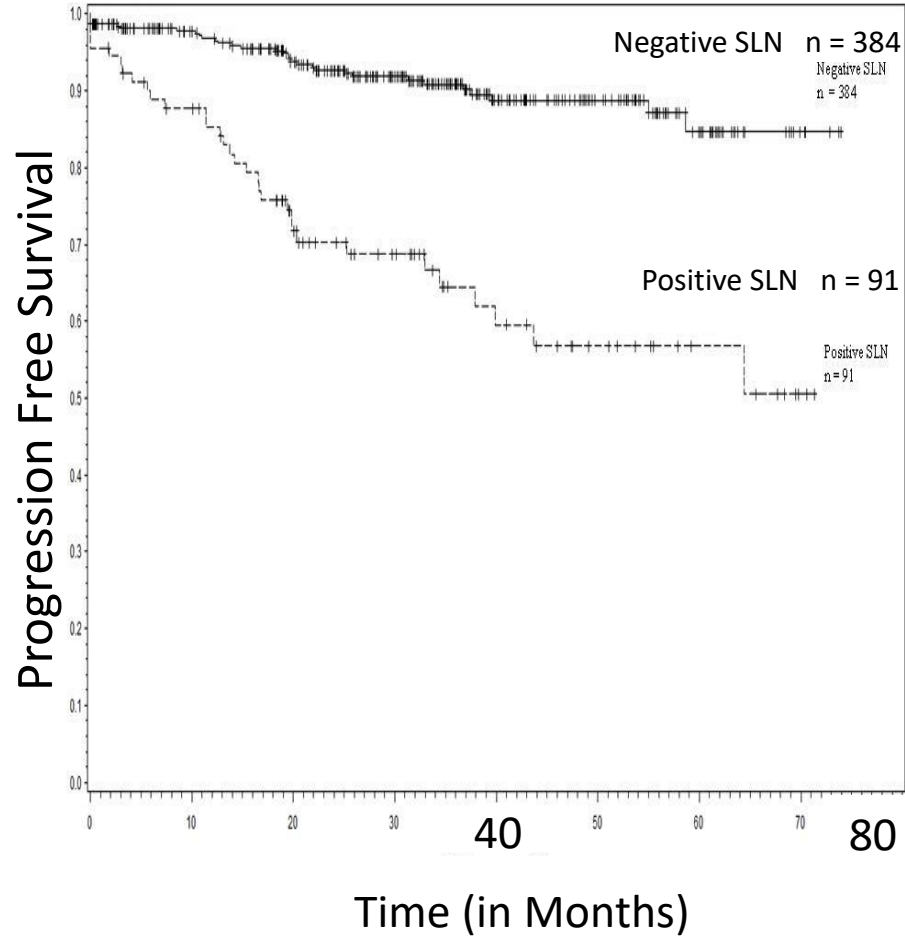 Progression Free Survival
1.0
0.9
0.8
0.7
0.6
0.5
0.4
0.3
0.2
0.1
0.0
Negative SLN n = 384
Negative SLN
n = 384
Positive SLN n = 91
Positive SLN
n = 91
0 10 20 30 40 50 60 70 80
Time (in Months)